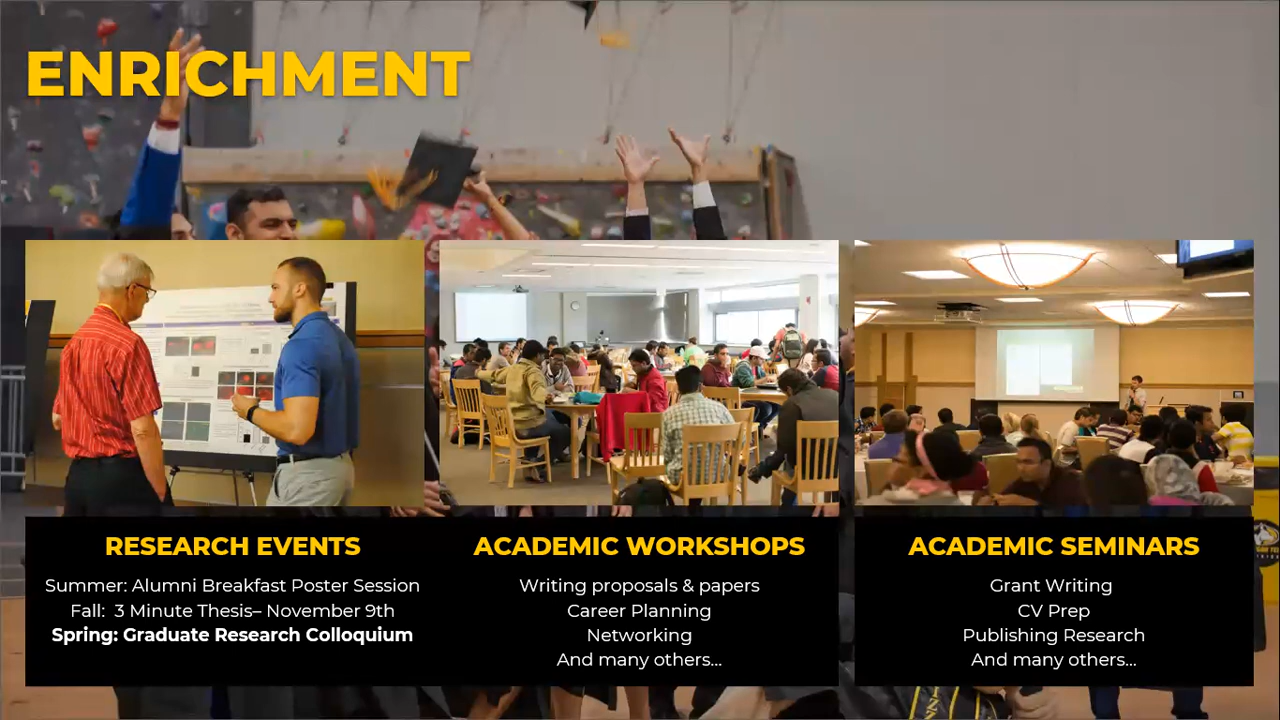 ENRICHMENT
RESEARCH EVENTS
Summer: Alumni Breakfast Poster Session
Fall:  3 Minute Thesis– November 9th
Spring: Graduate Research Colloquium
ACADEMIC WORKSHOPS
Writing proposals & papers
Career Planning
Networking
And many others...
ACADEMIC SEMINARS
Grant Writing
CV Prep
Publishing Research
And many others...